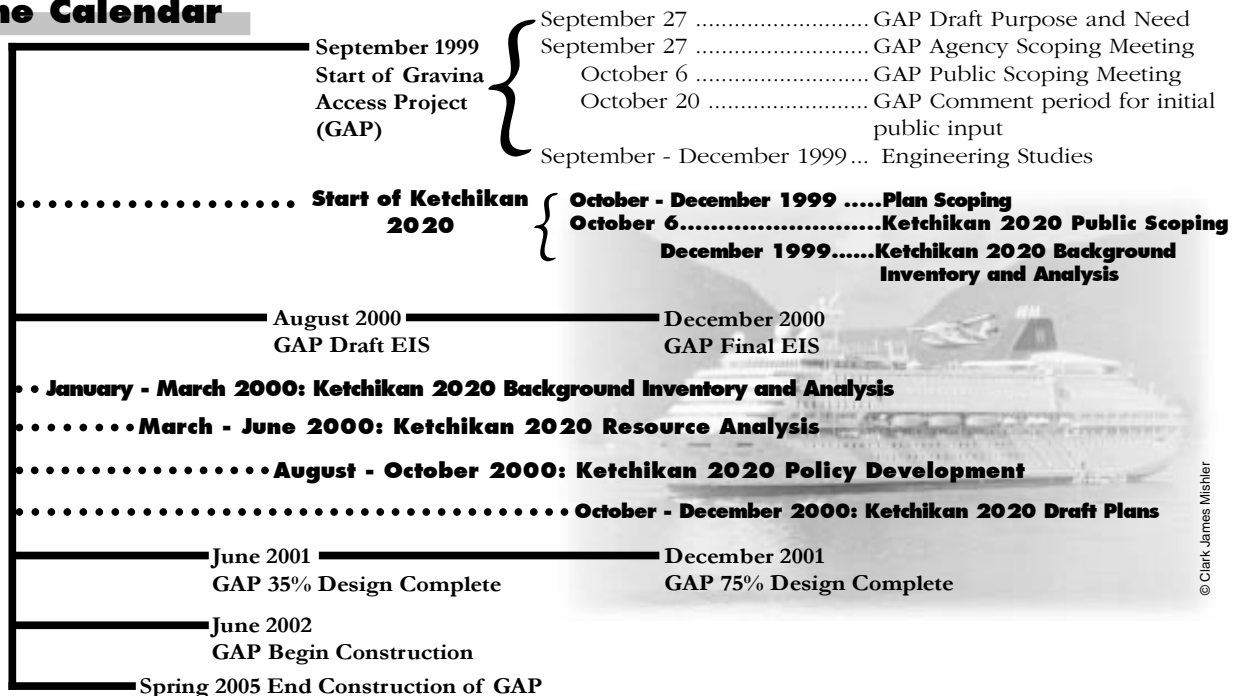 ne Calendar
September 1999
Start of Gravina
Access Project
(GAP)
September 27 .......................... GAP Draft Purpose and Need
September 27 .......................... GAP Agency Scoping Meeting
October 6 .......................... GAP Public Scoping Meeting
October 20 ........................ GAP Comment period for initial
public input
September - December 1999 ... Engineering Studies
Start of Ketchikan
2020
October - December 1999 .....Plan Scoping
October 6..........................Ketchikan 2020 Public Scoping
December 1999......Ketchikan 2020 Background
Inventory and Analysis
August 2000
GAP Draft EIS
December 2000
GAP Final EIS
January - March 2000: Ketchikan 2020 Background Inventory and Analysis
March - June 2000: Ketchikan 2020 Resource Analysis
August - October 2000: Ketchikan 2020 Policy Development
October - December 2000: Ketchikan 2020 Draft Plans
June 2001
GAP 35% Design Complete
December 2001
GAP 75% Design Complete
June 2002
GAP Begin Construction
Spring 2005 End Construction of GAP
© Clark James Mishler